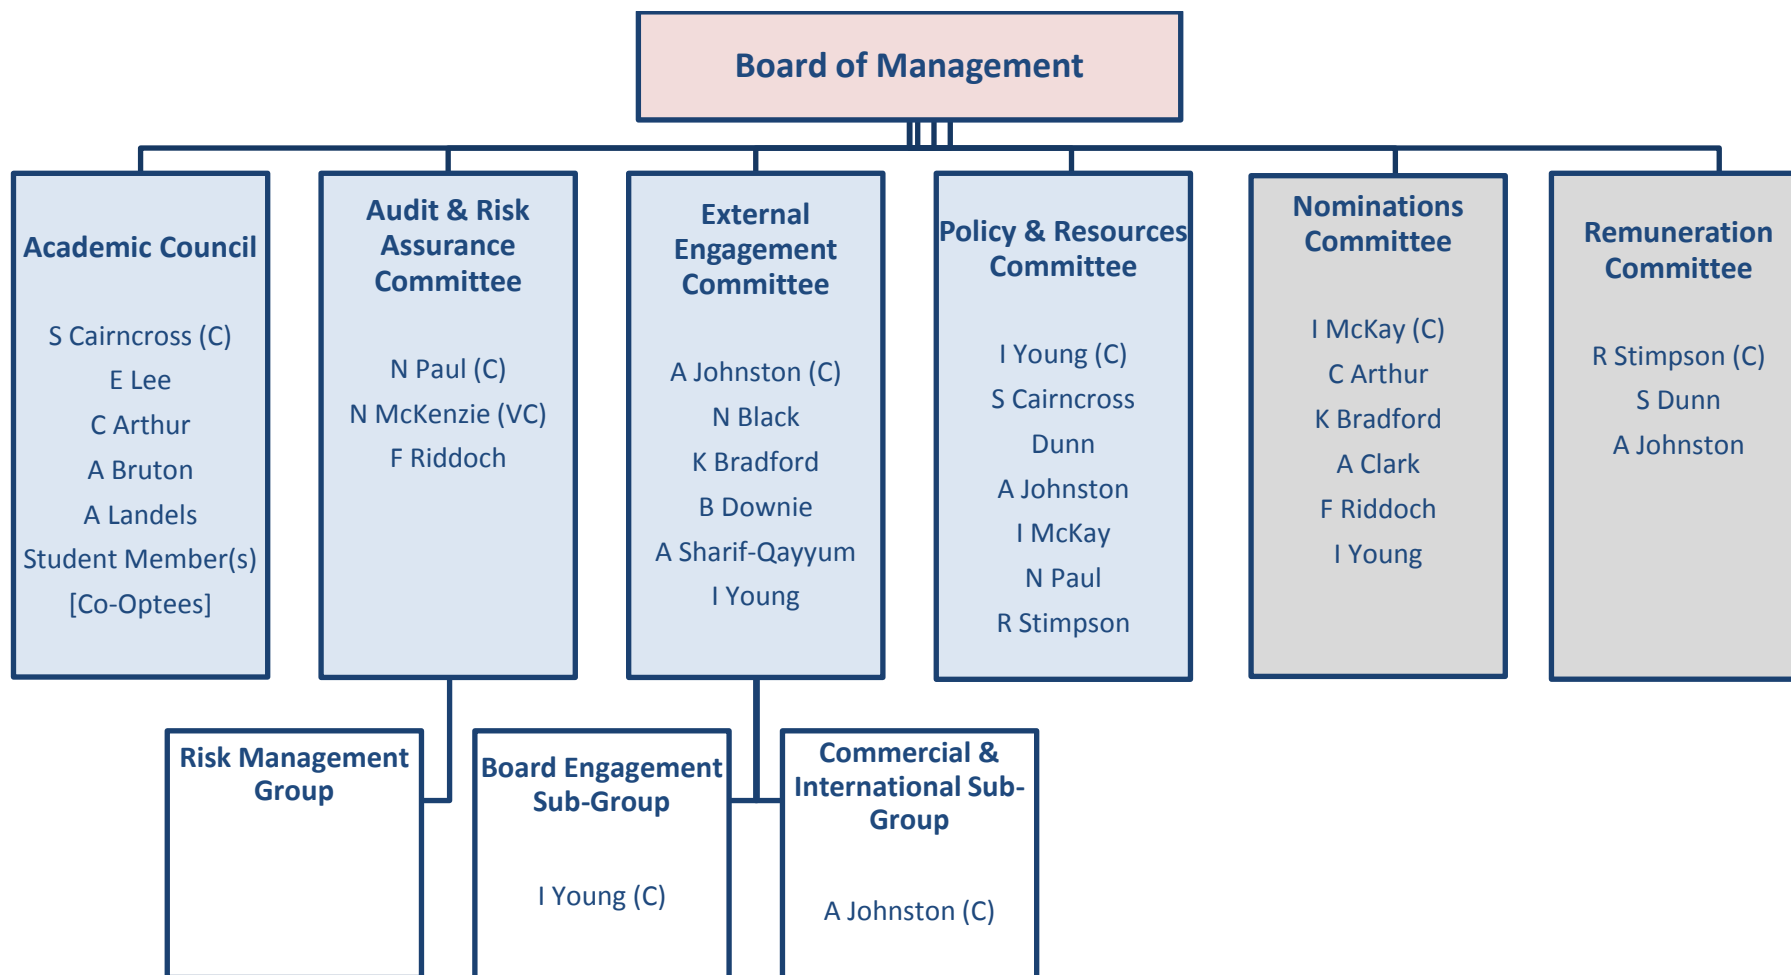 Board of Management
Academic Council
S Cairncross (C)
E Lee
C Arthur
A Bruton
A Landels
Student Member(s)
[Co-Optees]
Audit & Risk
Assurance
Committee
N Paul (C)
N McKenzie (VC)
F Riddoch
External
Engagement
Committee
A Johnston (C)
N Black
K Bradford
B Downie
A Sharif-Qayyum
I Young
Policy & Resources
Committee
I Young (C)
S Cairncross
Dunn
A Johnston
I McKay
N Paul
R Stimpson
Nominations
Committee
I McKay (C)
C Arthur
K Bradford
A Clark
F Riddoch
I Young
Remuneration
Committee
R Stimpson (C)
S Dunn
A Johnston
Risk Management
Group
Board Engagement
Sub-Group
I Young (C)
Commercial &
International Sub-
Group
A Johnston (C)